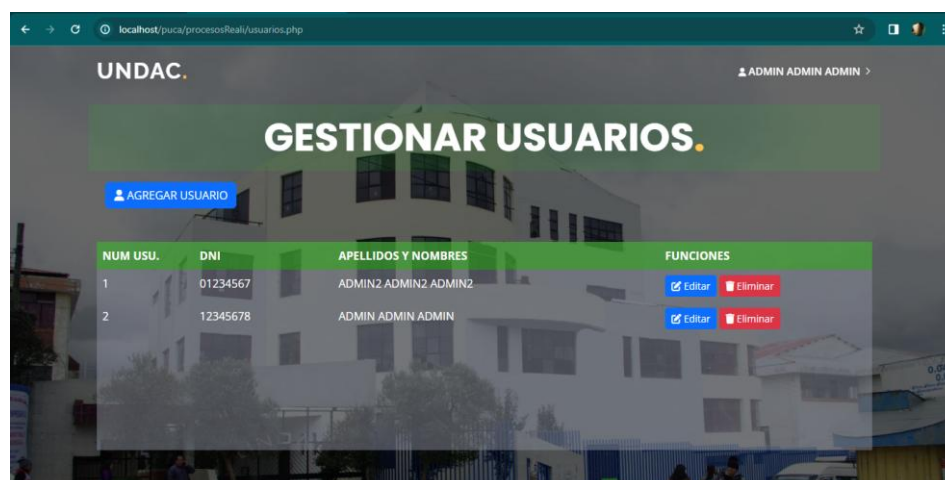 localhost/puca/procesosReali/usuarios.php
UNDAC.
ADMIN ADMIN ADMIN >
GESTIONAR USUARIOS.
AGREGAR USUARIO
NUM USU. DNI APELLIDOS Y NOMBRES FUNCIONES
1 01234567 ADMIN2 ADMIN2 ADMIN2 Editar Eliminar
2 12345678 ADMIN ADMIN ADMIN Editar Eliminar